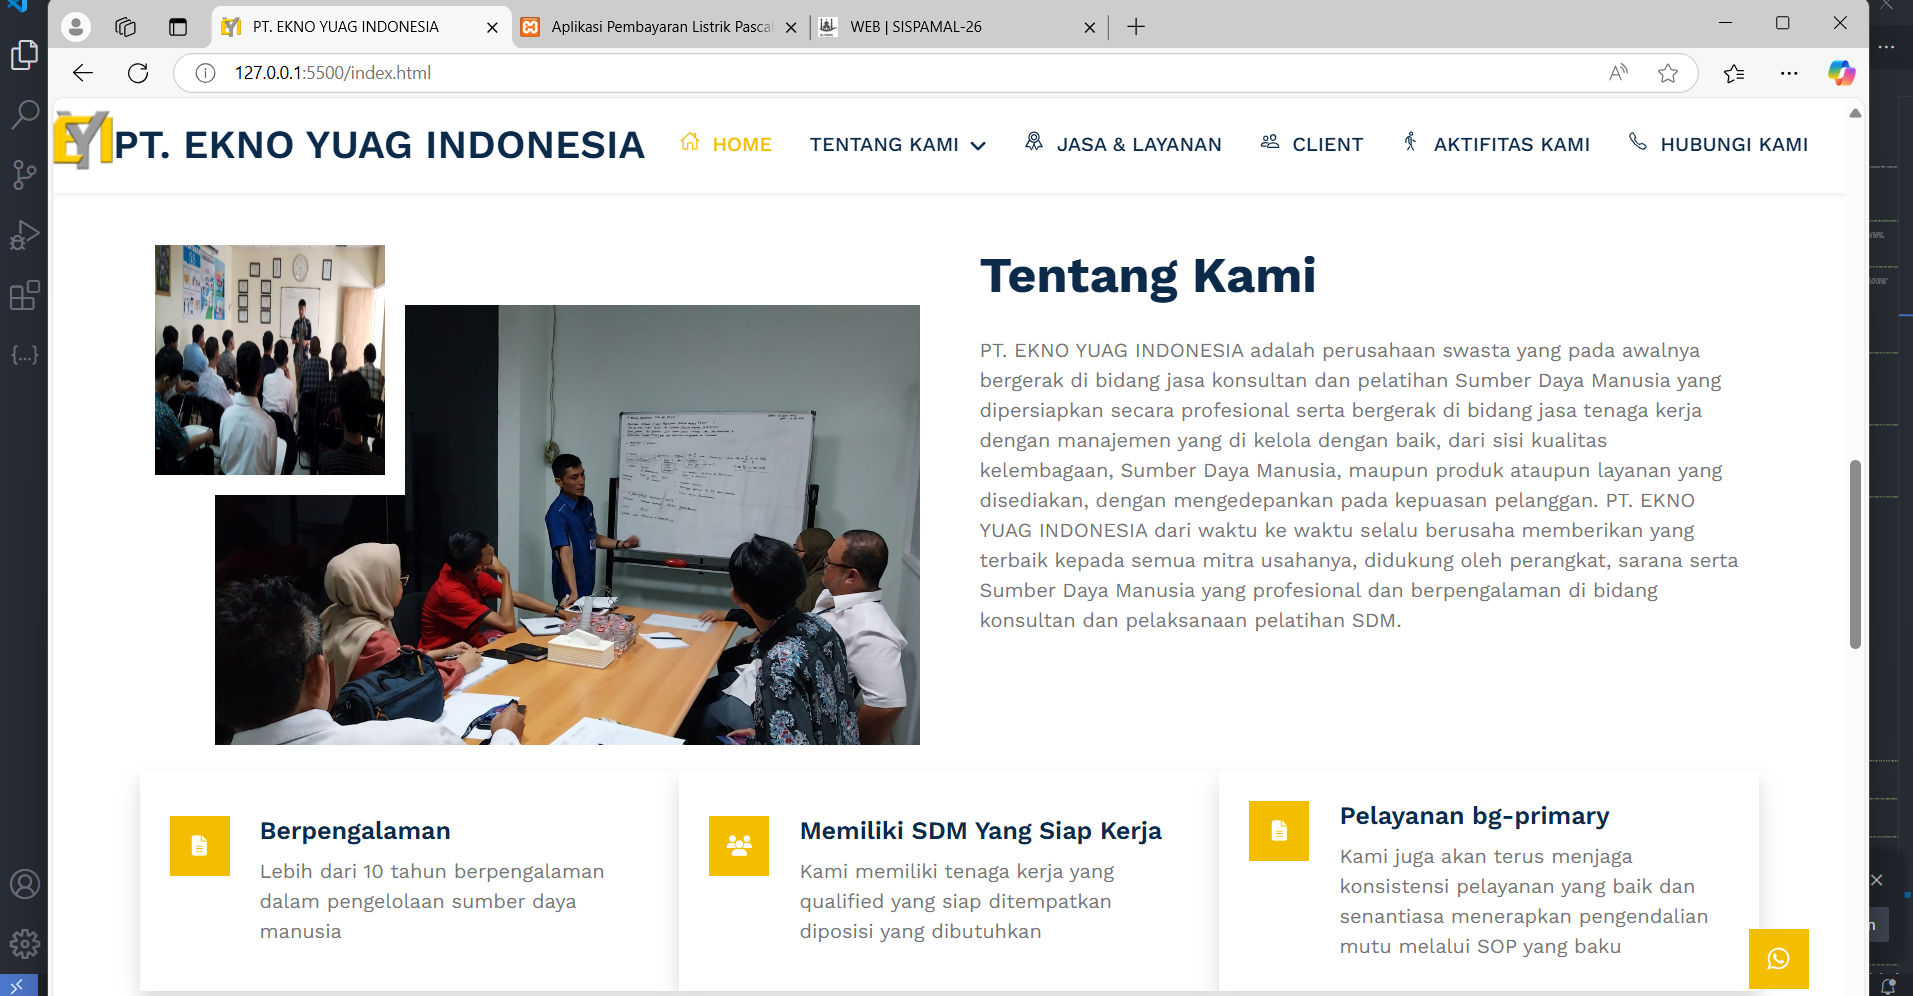 PT. EKNO YUAG INDONESIA
Aplikasi Pembayaran Listrik Pasca
WEB | SISPAMAL-26
127.0.0.1:5500/index.html
EYI
PT. EKNO YUAG INDONESIA
HOME
TENTANG KAMI
JASA & LAYANAN
CLIENT
AKTIFITAS KAMI
HUBUNGI KAMI
Tentang Kami
PT. EKNO YUAG INDONESIA adalah perusahaan swasta yang pada awalnya
bergerak di bidang jasa konsultan dan pelatihan Sumber Daya Manusia yang
dipersiapkan secara profesional serta bergerak di bidang jasa tenaga kerja
dengan manajemen yang di kelola dengan baik, dari sisi kualitas
kelembagaan, Sumber Daya Manusia, maupun produk ataupun layanan yang
disediakan, dengan mengedepankan pada kepuasan pelanggan. PT. EKNO
YUAG INDONESIA dari waktu ke waktu selalu berusaha memberikan yang
terbaik kepada semua mitra usahanya, didukung oleh perangkat, sarana serta
Sumber Daya Manusia yang profesional dan berpengalaman di bidang
konsultan dan pelaksanaan pelatihan SDM.
Berpengalaman
Lebih dari 10 tahun berpengalaman
dalam pengelolaan sumber daya
manusia
Memiliki SDM Yang Siap Kerja
Kami memiliki tenaga kerja yang
qualified yang siap ditempatkan
diposisi yang dibutuhkan
Pelayanan bg-primary
Kami juga akan terus menjaga
konsistensi pelayanan yang baik dan
senantiasa menerapkan pengendalian
mutu melalui SOP yang baku